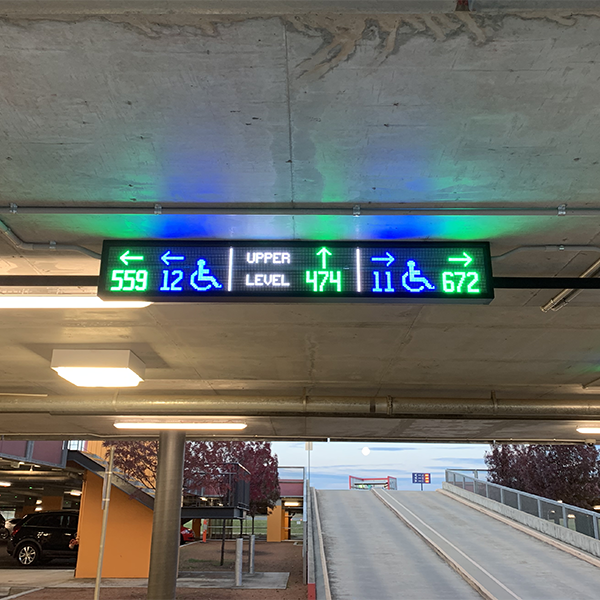 ← ← UPPER ↑ → →
559 12 LEVEL 474 11 672